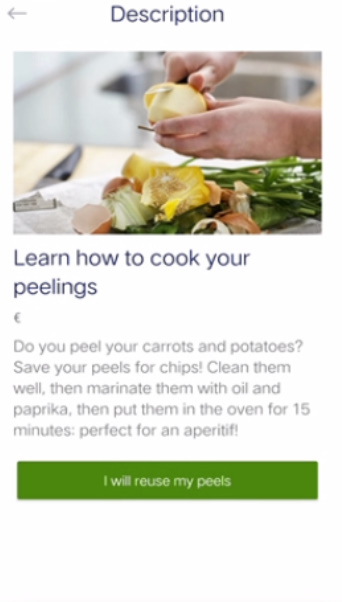 Description
Learn how to cook your
peelings
€
Do you peel your carrots and potatoes?
Save your peels for chips! Clean them
well, then marinate them with oil and
paprika, then put them in the oven for 15
minutes: perfect for an aperitif!
I will reuse my peels